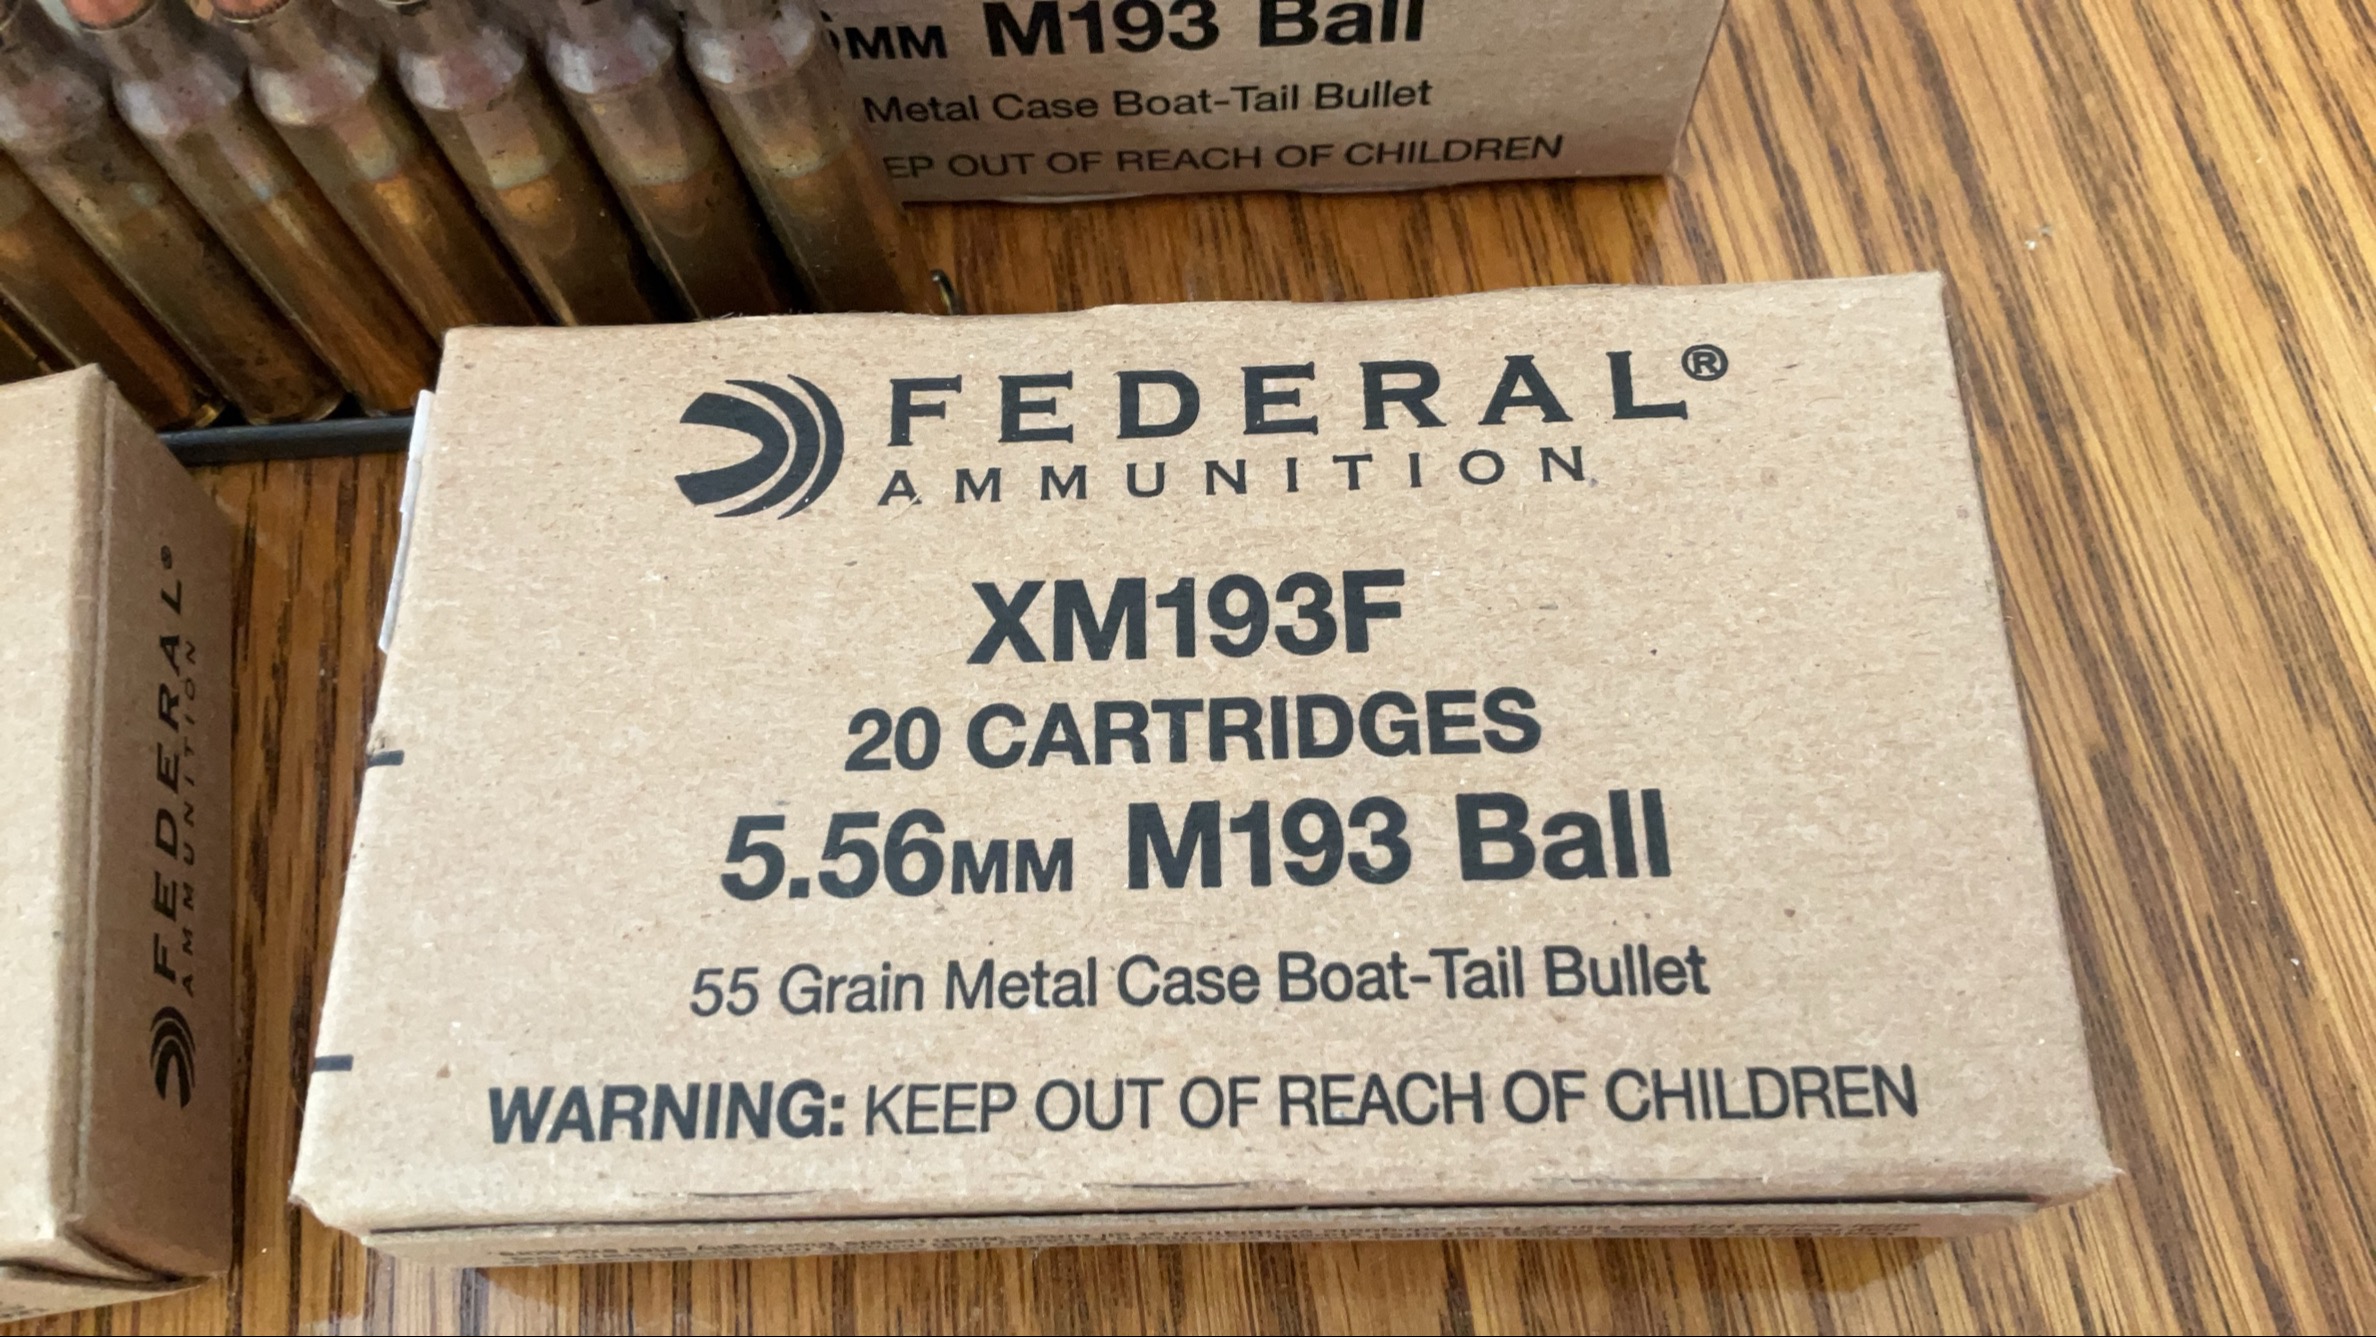 MM M193 Ball
Metal Case Boat-Tail Bullet
EP OUT OF REACH OF CHILDREN
FEDERAL®
AMMUNITION
XM193F
20 CARTRIDGES
5.56MM M193 Ball
55 Grain Metal Case Boat-Tail Bullet
WARNING: KEEP OUT OF REACH OF CHILDREN
FEDERAL®
AMMUNITION